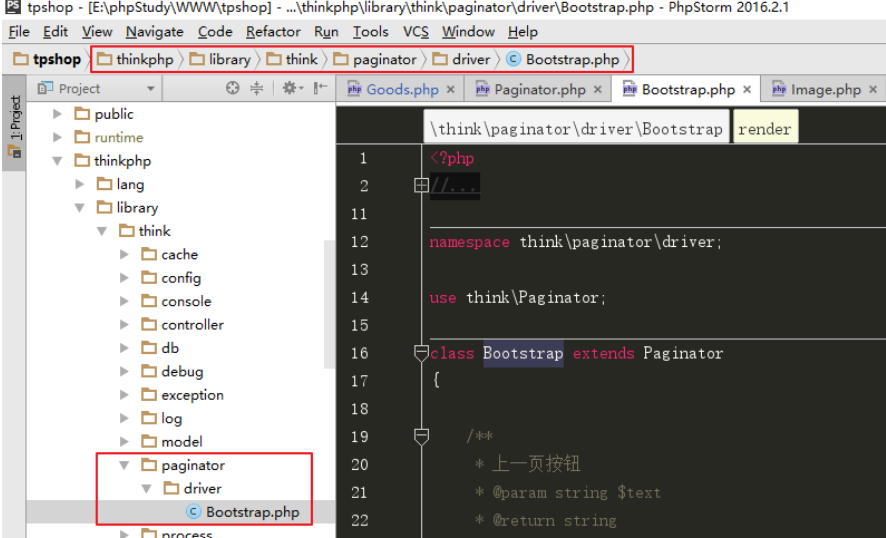 tpshop - [E:\phpStudy\WWW\tpshop] - ...\thinkphp\library\think\paginator\driver\Bootstrap.php - PhpStorm 2016.2.1
File Edit View Navigate Code Refactor Run Tools VCS Window Help
tpshop thinkphp library think paginator driver Bootstrap.php
Project
Goods.php Paginator.php Bootstrap.php Image.php
1: Project
public
runtime
thinkphp
lang
library
think
cache
config
console
controller
db
debug
exception
log
model
paginator
driver
Bootstrap.php
process
\think\paginator\driver\Bootstrap render
1 <?php
2 //...
11
12 namespace think\paginator\driver;
13
14 use think\Paginator;
15
16 class Bootstrap extends Paginator
17 {
18
19 /**
20 * 上一页按钮
21 * @param string $text
22 * @return string